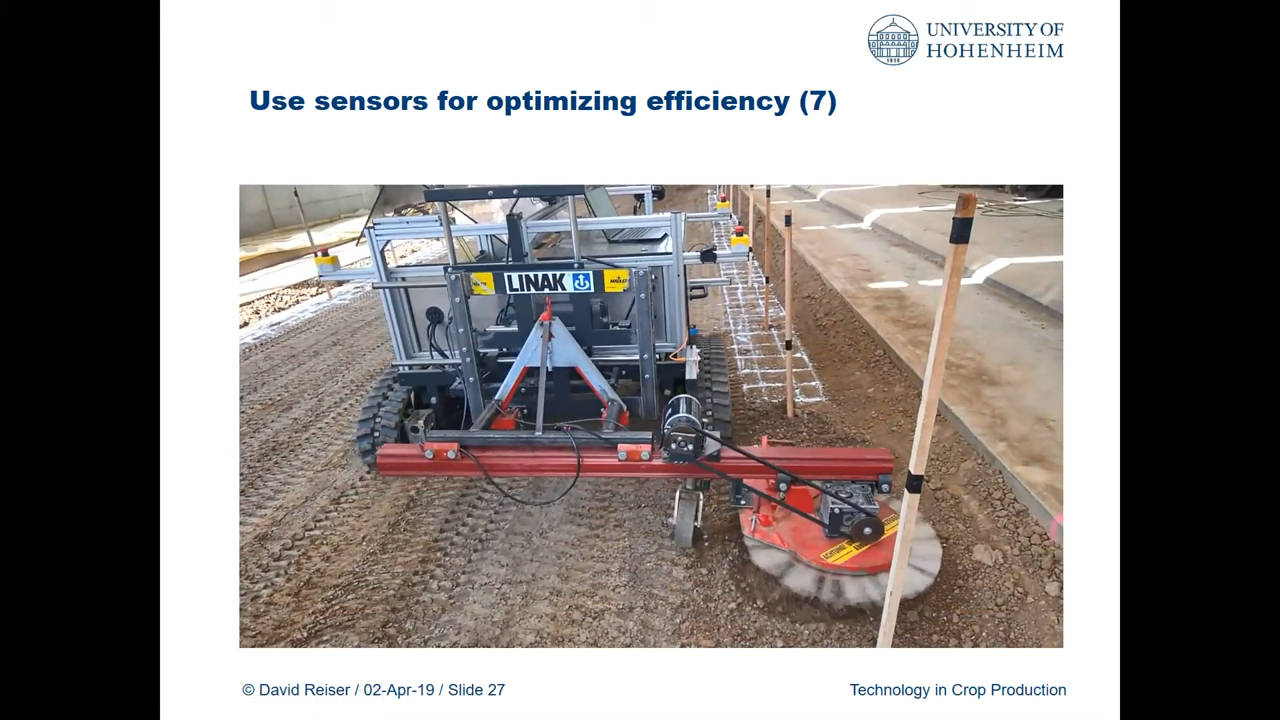 UNIVERSITY OF
HOHENHEIM
1818
Use sensors for optimizing efficiency (7)
LINAK
© David Reiser / 02-Apr-19 / Slide 27
Technology in Crop Production